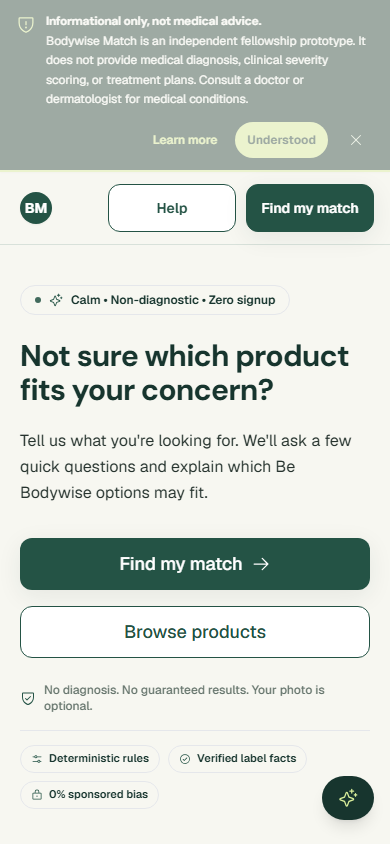 Informational only, not medical advice.
Bodywise Match is an independent fellowship prototype. It
does not provide medical diagnosis, clinical severity
scoring, or treatment plans. Consult a doctor or
dermatologist for medical conditions.
Learn more
Understood
BM
Help
Find my match
Calm • Non-diagnostic • Zero signup
Not sure which product
fits your concern?
Tell us what you're looking for. We'll ask a few
quick questions and explain which Be
Bodywise options may fit.
Find my match →
Browse products
No diagnosis. No guaranteed results. Your photo is
optional.
Deterministic rules
Verified label facts
0% sponsored bias